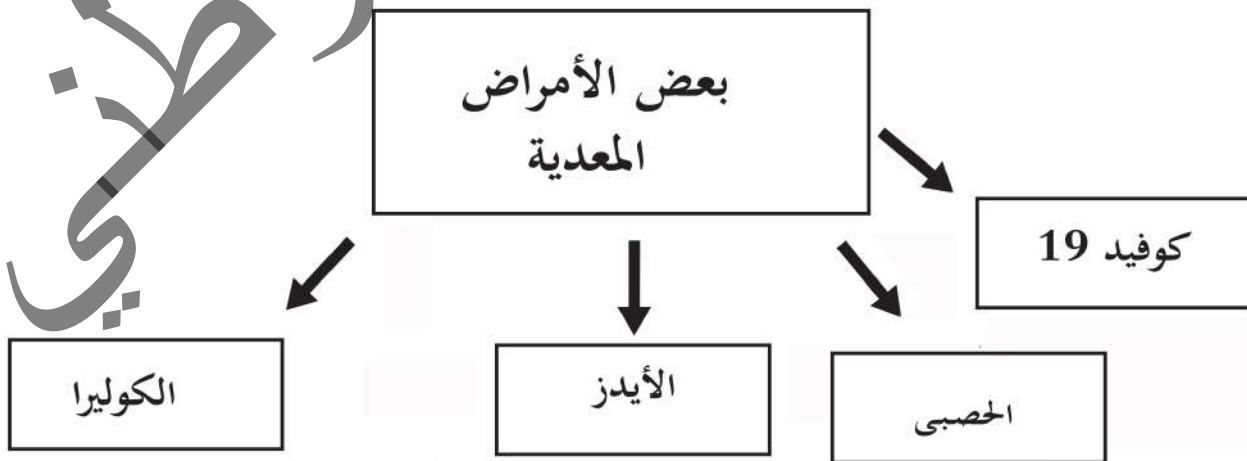 بعض الأمراض
المعدية
كوفيد 19
الحصبى
الأيدز
الكوليرا